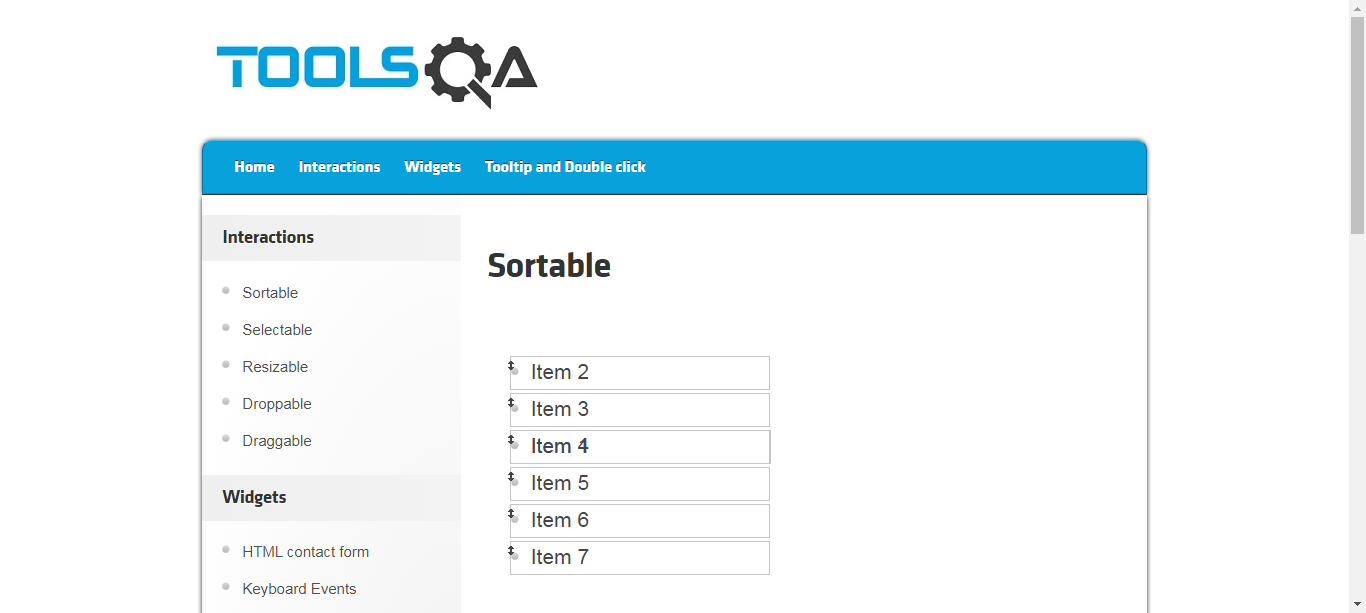 TOOLSQA
Home Interactions Widgets Tooltip and Double click
Interactions
Sortable
Selectable
Resizable
Droppable
Draggable
Widgets
HTML contact form
Keyboard Events
Sortable
Item 2
Item 3
Item 4
Item 5
Item 6
Item 7